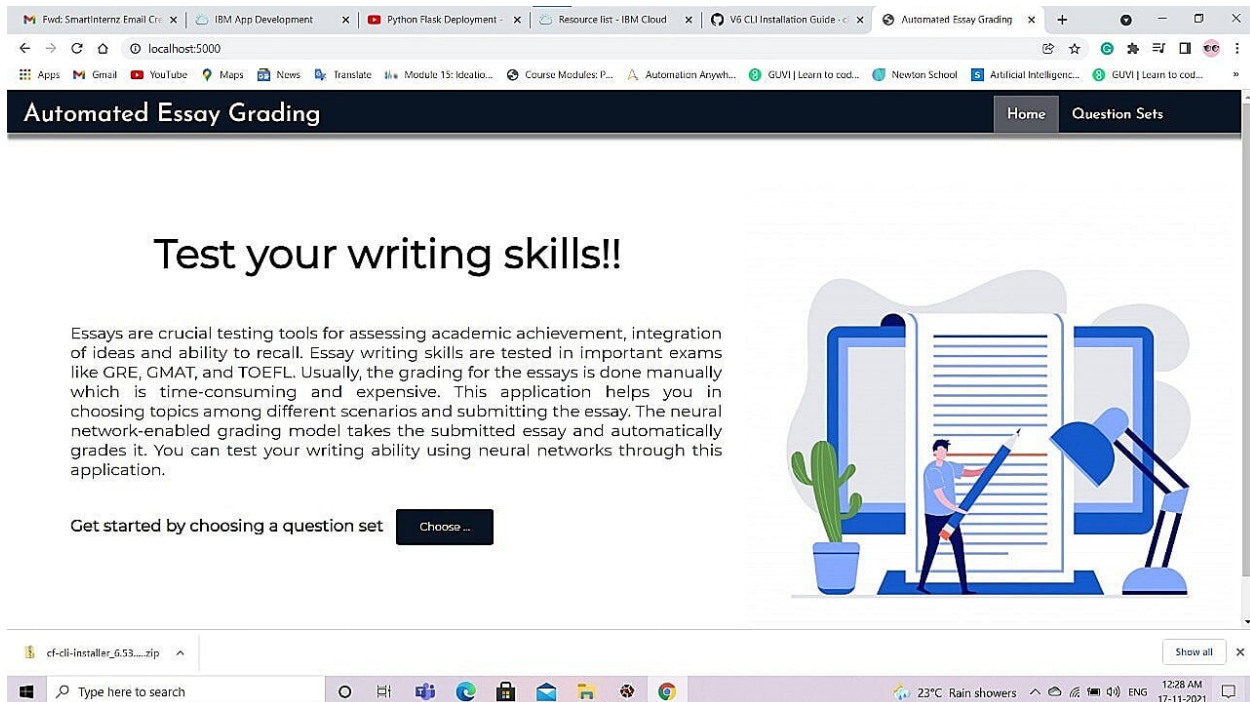 Fwd: SmartInternz Email Cre
IBM App Development
Python Flask Deployment -
Resource list - IBM Cloud
V6 CLI Installation Guide - c
Automated Essay Grading
localhost:5000
Apps
Gmail
YouTube
Maps
News
Translate
Module 15: Ideatio...
Course Modules: P...
Automation Anywh...
GUVI | Learn to cod...
Newton School
Artificial Intelligenc...
GUVI | Learn to cod...
Automated Essay Grading
Home
Question Sets
Test your writing skills!!
Essays are crucial testing tools for assessing academic achievement, integration
of ideas and ability to recall. Essay writing skills are tested in important exams
like GRE, GMAT, and TOEFL. Usually, the grading for the essays is done manually
which is time-consuming and expensive. This application helps you in
choosing topics among different scenarios and submitting the essay. The neural
network-enabled grading model takes the submitted essay and automatically
grades it. You can test your writing ability using neural networks through this
application.
Get started by choosing a question set
Choose ...
cf-cli-installer_6.53.....zip
Show all
Type here to search
23°C Rain showers
ENG
12:28 AM
17-11-2021